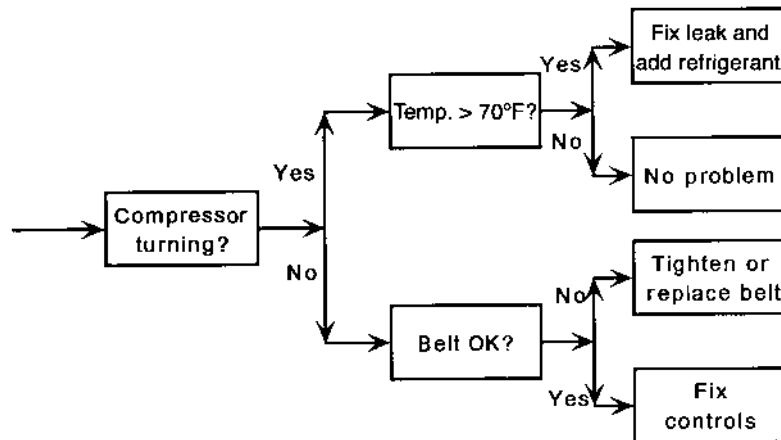 Compressor
turning?
Yes
No
Temp. > 70°F?
Yes
No
Fix leak and
add refrigerant
No problem
Belt OK?
No
Yes
Tighten or
replace belt
Fix
controls